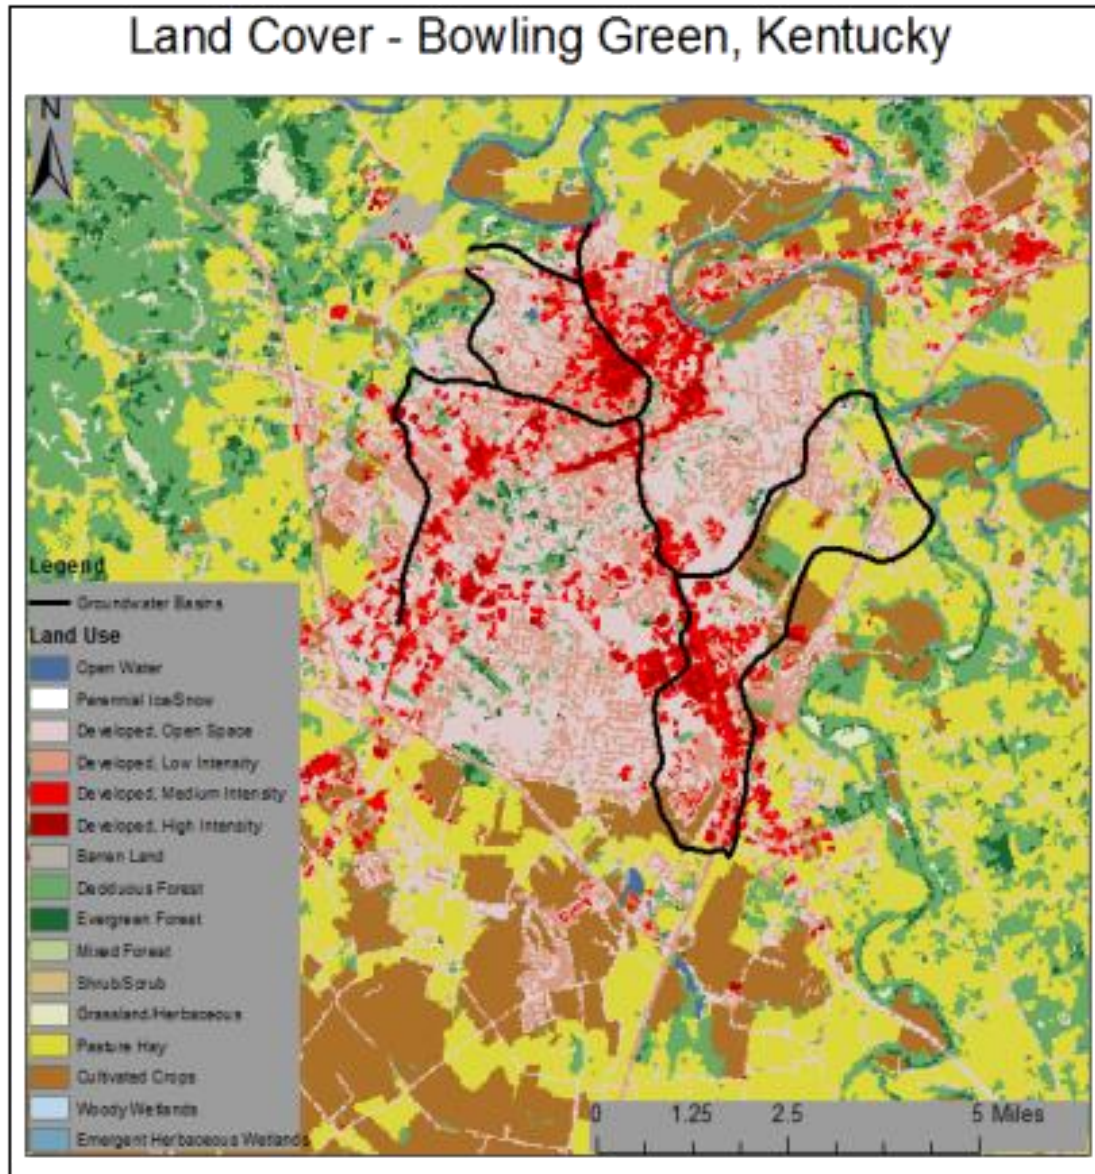 Land Cover - Bowling Green, Kentucky
N
Legend
Groundwater Basins
Land Use
Open Water
Perennial Ice/Snow
Developed, Open Space
Developed, Low Intensity
Developed, Medium Intensity
Developed, High Intensity
Barren Land
Deciduous Forest
Evergreen Forest
Mixed Forest
Shrub/Scrub
Grassland/Herbaceous
Pasture Hay
Cultivated Crops
Woody Wetlands
Emergent Herbaceous Wetlands
0 1.25 2.5 5 Miles